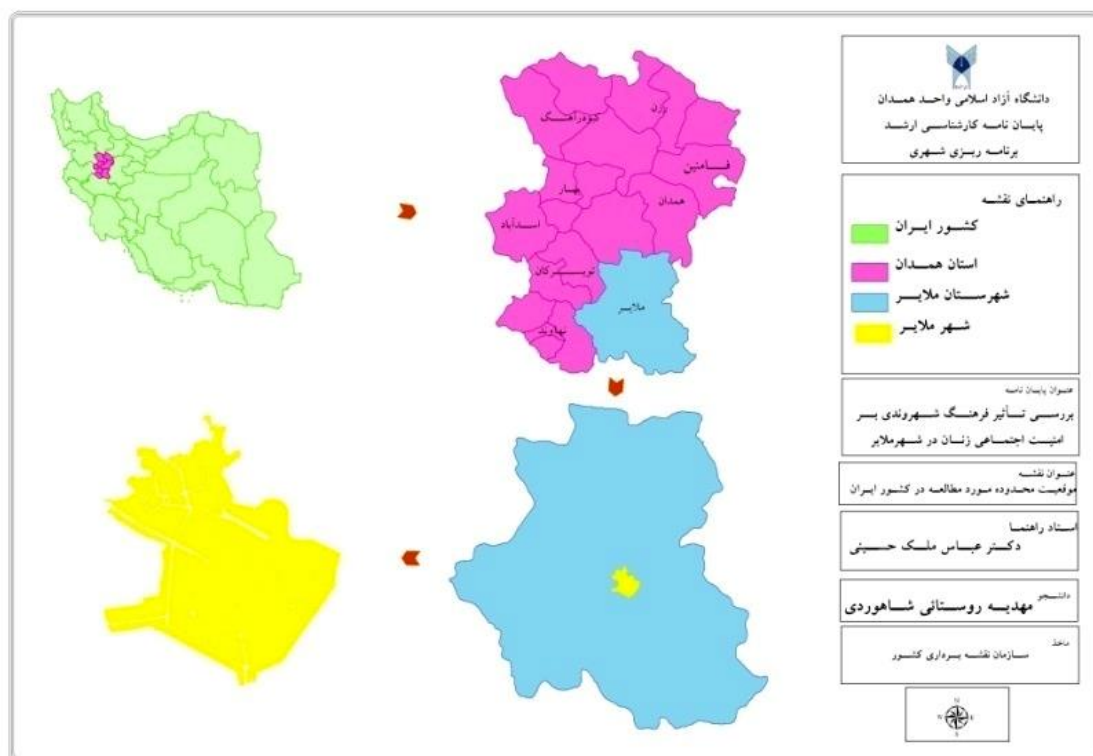 دانشگاه آزاد اسلامی واحد همدان
پایان نامه کارشناسی ارشد
برنامه ریزی شهری
راهنمای نقشه
کشور ایران
استان همدان
شهرستان ملایر
شهر ملایر
عنوان پایان نامه
بررسی تأثیر فرهنگ شهروندی بر
امنیت اجتماعی زنان در شهرملایر
عنوان نقشه
موقعیت محدوده مورد مطالعه در کشور ایران
استاد راهنما
دکتر عباس ملک حسینی
دانشجو
مهدیه روستائی شاهوردی
ماخذ
سازمان نقشه برداری کشور
رزن
کبودراهنگ
فامنین
بهار
همدان
اسدآباد
تویسرکان
ملایر
نهاوند